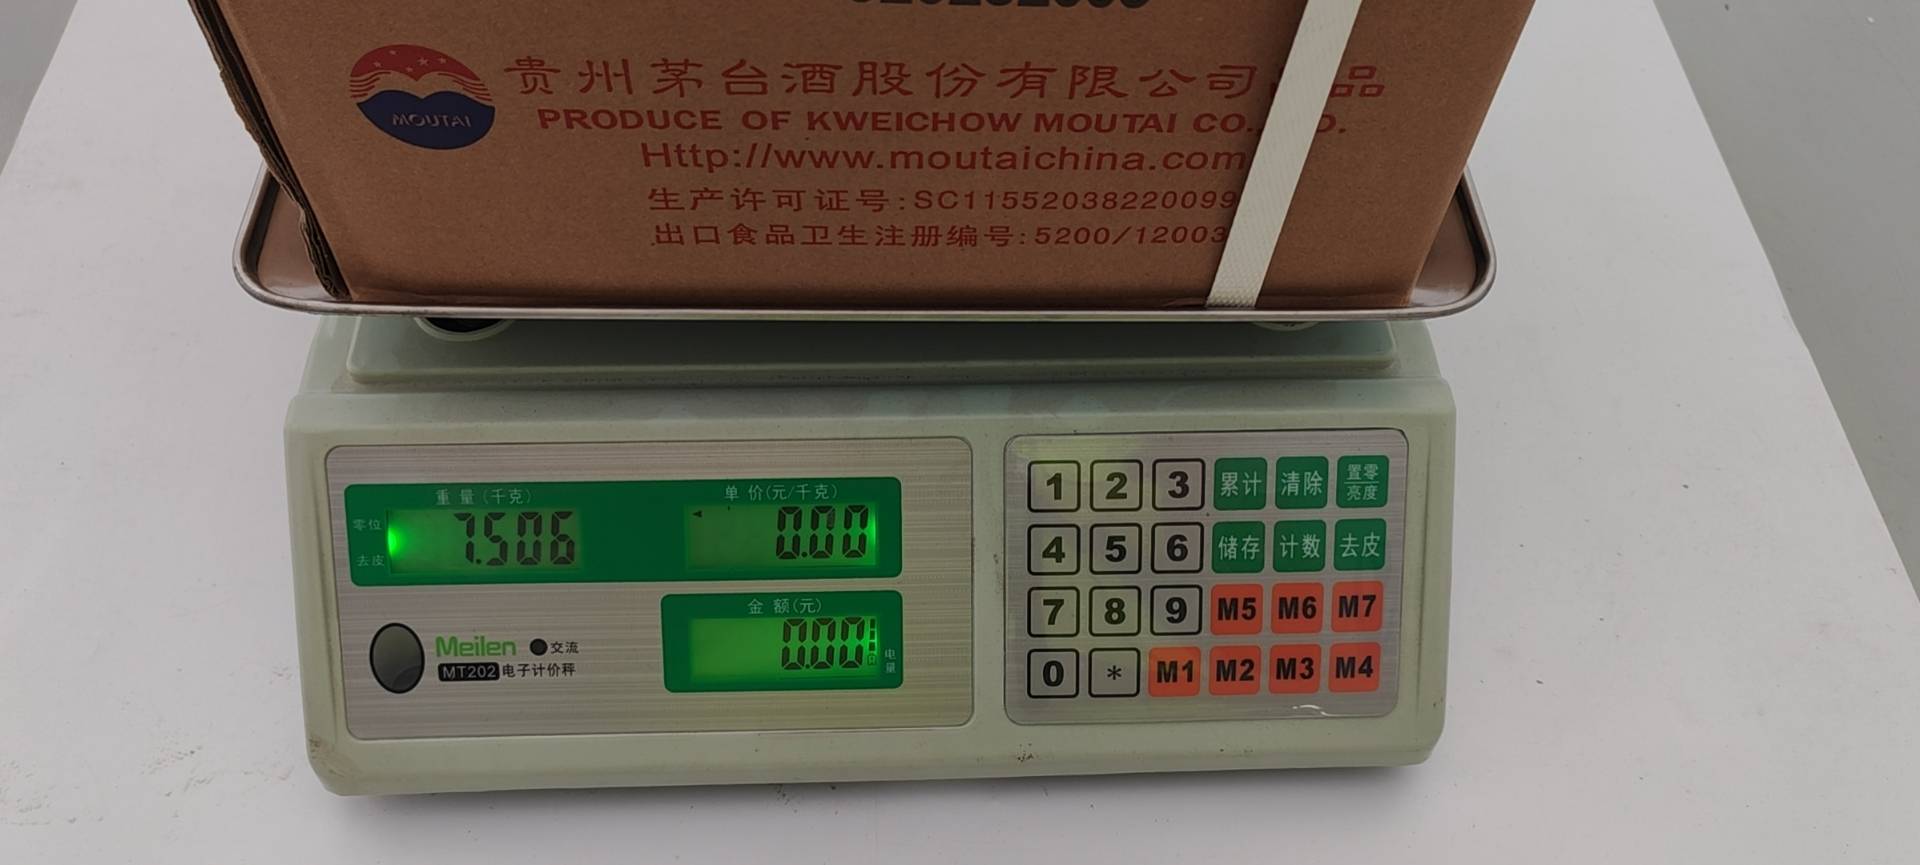 MOUTAI
贵州茅台酒股份有限公司 品
PRODUCE OF KWEICHOW MOUTAI CO.
Http://www.moutaichina.com
生产许可证号:SC11552038220099
出口食品卫生注册编号:5200/12003
重量(千克) 单价(元/千克)
零位
去皮
7.506 0.00
金额(元)
0.00
电量
Meilen 交流
MT202 电子计价秤
1 2 3 累计 清除 置零 亮度
4 5 6 储存 计数 去皮
7 8 9 M5 M6 M7
0 * M1 M2 M3 M4